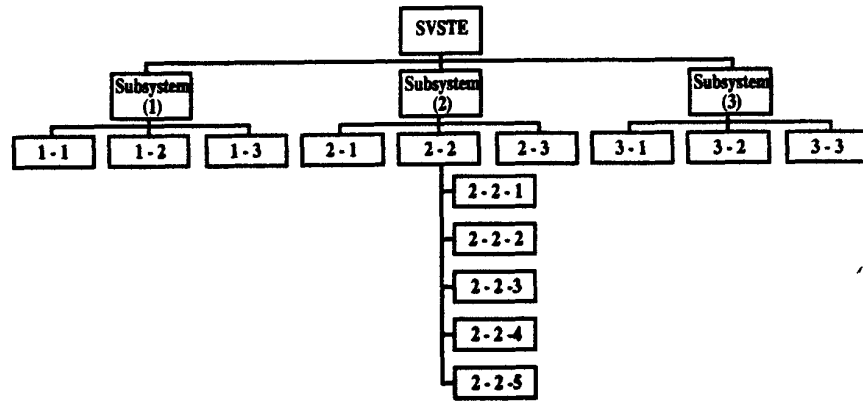 SVSTE
Subsystem
(1)
Subsystem
(2)
Subsystem
(3)
1 - 1
1 - 2
1 - 3
2 - 1
2 - 2
2 - 3
3 - 1
3 - 2
3 - 3
2 - 2 - 1
2 - 2 - 2
2 - 2 -3
2 - 2 -4
2 - 2 -5